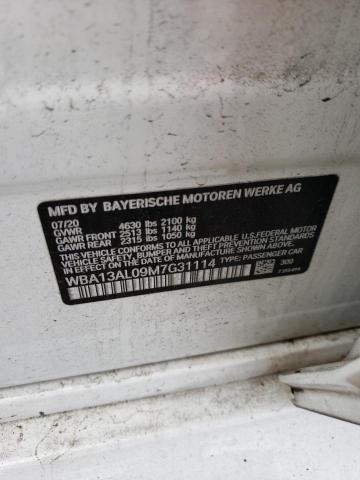 MFD BY BAYERISCHE MOTOREN WERKE AG
07/20
GVWR 4630 lbs 2100 kg
GAWR FRONT 2513 lbs 1140 kg
GAWR REAR 2315 lbs 1050 kg
THIS VEHICLE CONFORMS TO ALL APPLICABLE U.S.FEDERAL MOTOR
VEHICLE SAFETY, BUMPER, AND THEFT PREVENTION STANDARDS
IN EFFECT ON THE DATE OF MANUFACTURE SHOWN ABOVE.
WBA13AL09M7G31114 TYPE: PASSENGER CAR
300